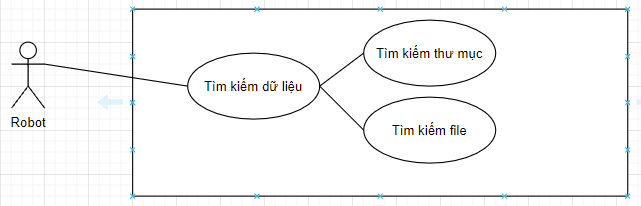 Tìm kiếm thư mục
Tìm kiếm dữ liệu
Tìm kiếm file
Robot